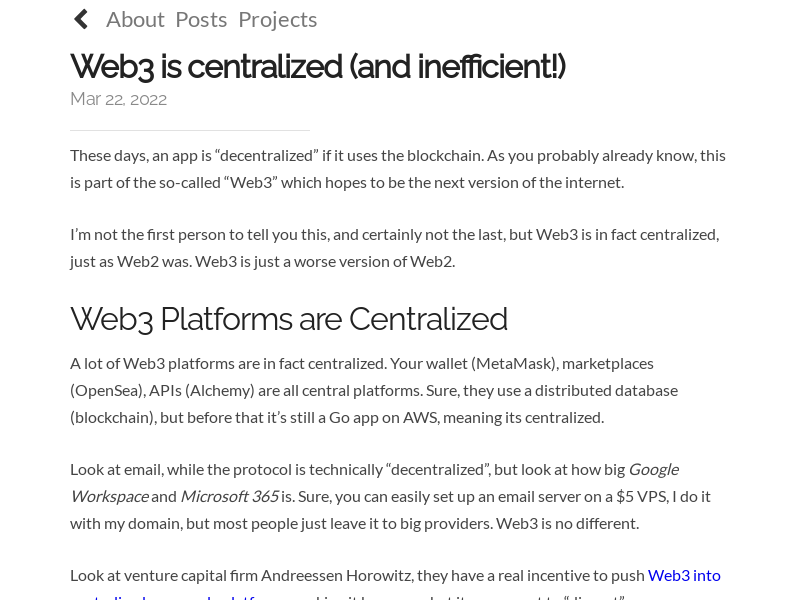 About Posts Projects
Web3 is centralized (and inefficient!)
Mar 22, 2022
These days, an app is “decentralized” if it uses the blockchain. As you probably already know, this
is part of the so-called “Web3” which hopes to be the next version of the internet.
I’m not the first person to tell you this, and certainly not the last, but Web3 is in fact centralized,
just as Web2 was. Web3 is just a worse version of Web2.
Web3 Platforms are Centralized
A lot of Web3 platforms are in fact centralized. Your wallet (MetaMask), marketplaces
(OpenSea), APIs (Alchemy) are all central platforms. Sure, they use a distributed database
(blockchain), but before that it’s still a Go app on AWS, meaning its centralized.
Look at email, while the protocol is technically “decentralized”, but look at how big Google
Workspace and Microsoft 365 is. Sure, you can easily set up an email server on a $5 VPS, I do it
with my domain, but most people just leave it to big providers. Web3 is no different.
Look at venture capital firm Andreessen Horowitz, they have a real incentive to push Web3 into